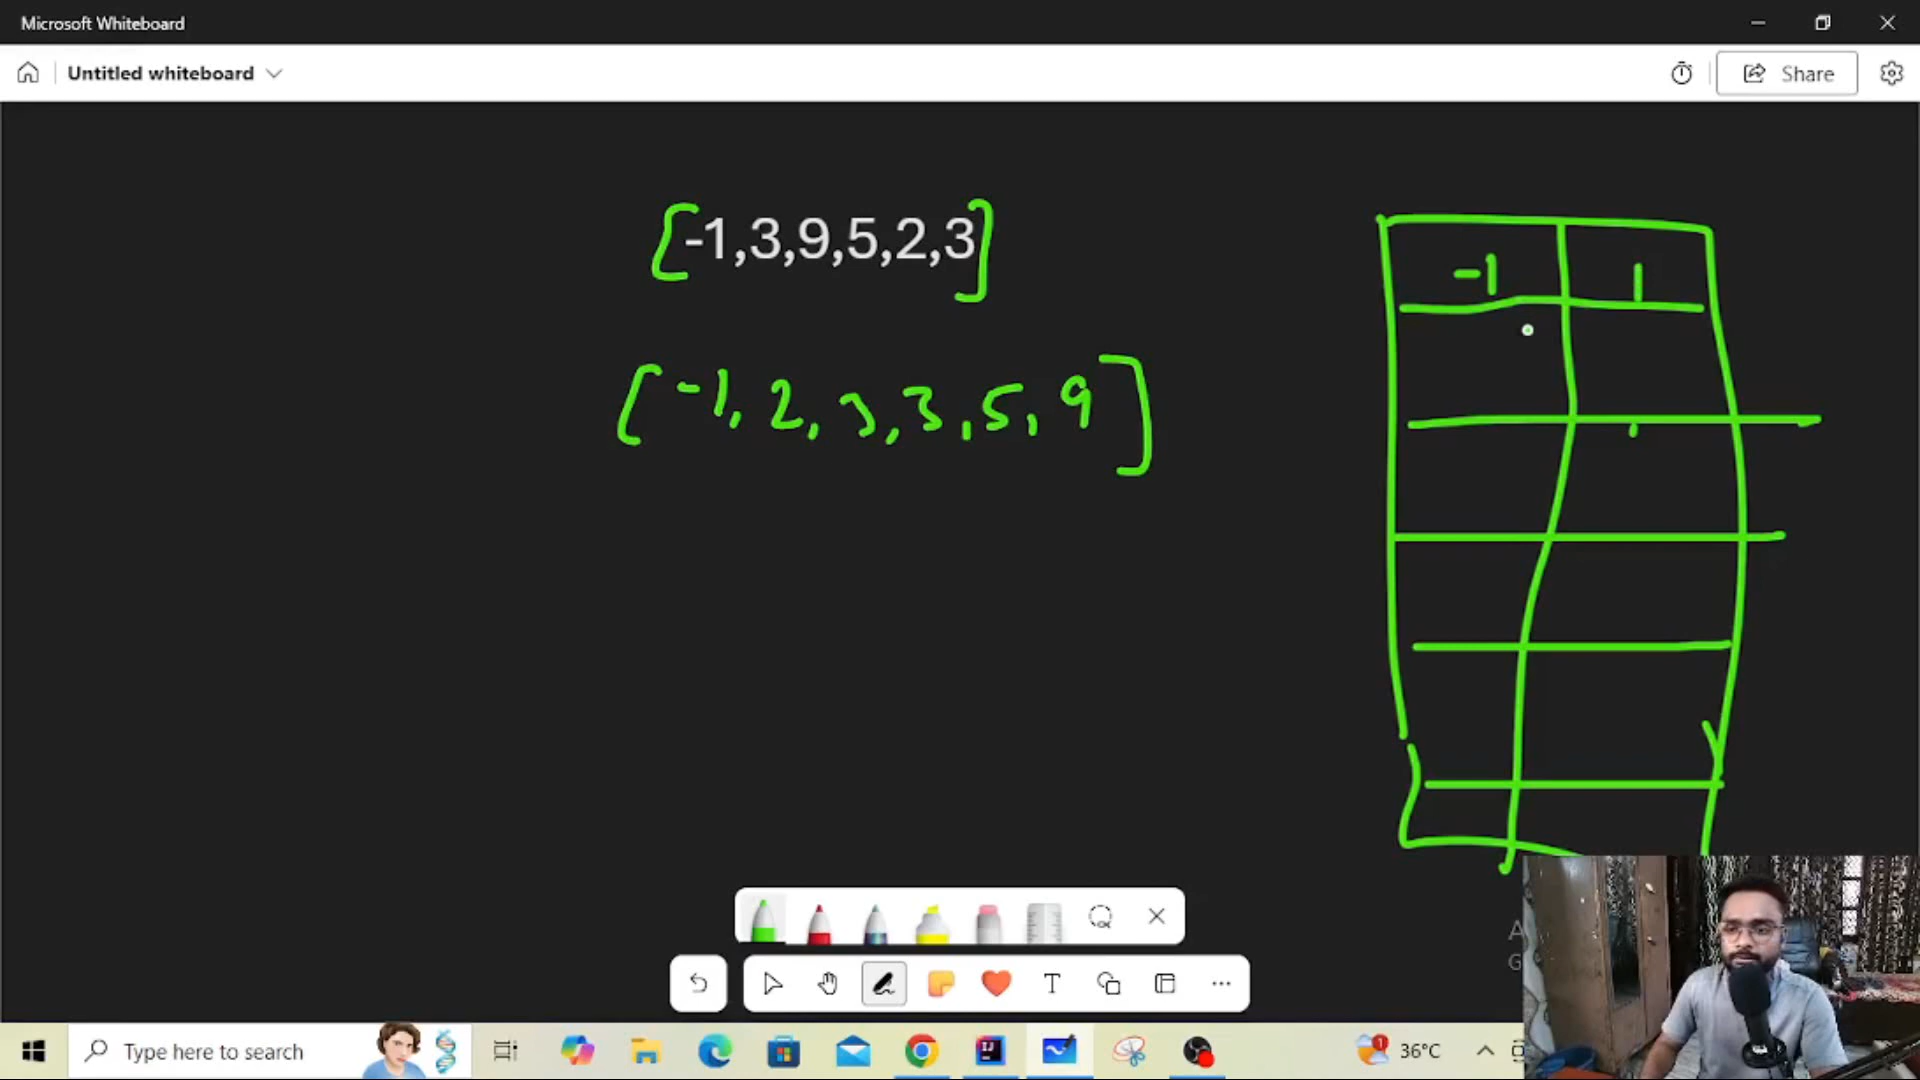 Microsoft Whiteboard
Untitled whiteboard
Share
[-1,3,9,5,2,3]
-1 1
[-1, 2, 3, 3, 5, 9]
A
G
Type here to search
1
36°C